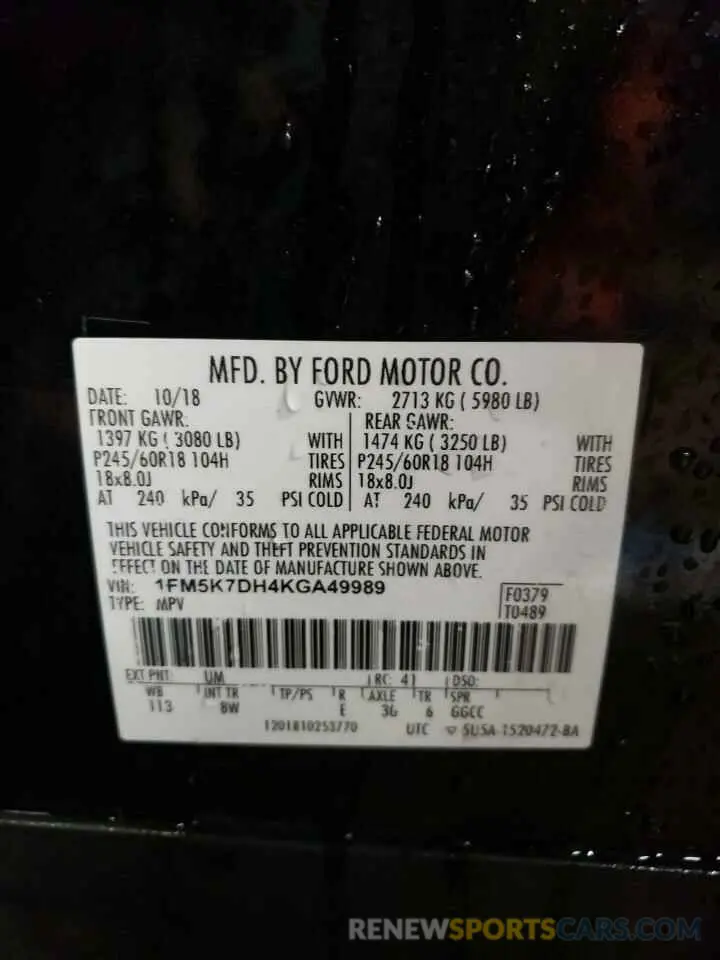 MFD. BY FORD MOTOR CO.
DATE: 10/18 GVWR: 2713 KG ( 5980 LB)
FRONT GAWR: REAR GAWR:
1397 KG ( 3080 LB) WITH 1474 KG ( 3250 LB) WITH
P245/60R18 104H TIRES P245/60R18 104H TIRES
18x8.0J RIMS 18x8.0J RIMS
AT 240 kPa/ 35 PSI COLD AT 240 kPa/ 35 PSI COLD
THIS VEHICLE CONFORMS TO ALL APPLICABLE FEDERAL MOTOR
VEHICLE SAFETY AND THEFT PREVENTION STANDARDS IN
EFFECT ON THE DATE OF MANUFACTURE SHOWN ABOVE.
VIN: 1FM5K7DH4KGA49989
TYPE: MPV
F0379
T0489
EXT PNT: UM RC: 41 DSO:
WB INT TR TP/PS R AXLE TR SPR
113 8W E 3G 6 GGCC
1201810253770 UTC ▽ 5USA-1520472-BA
RENEWSPORTSCARS.COM